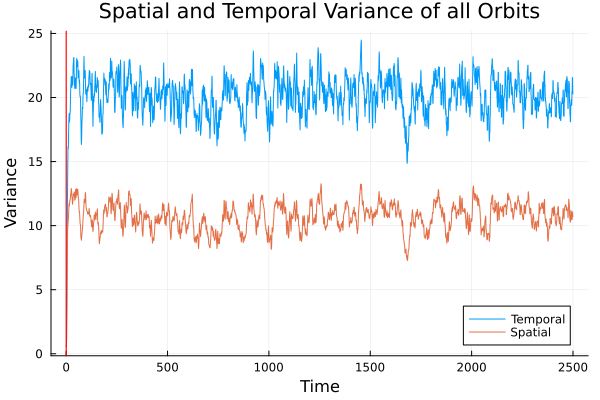 Spatial and Temporal Variance of all Orbits
25
20
15
10
5
0
Variance
0 500 1000 1500 2000 2500
Time
Temporal
Spatial